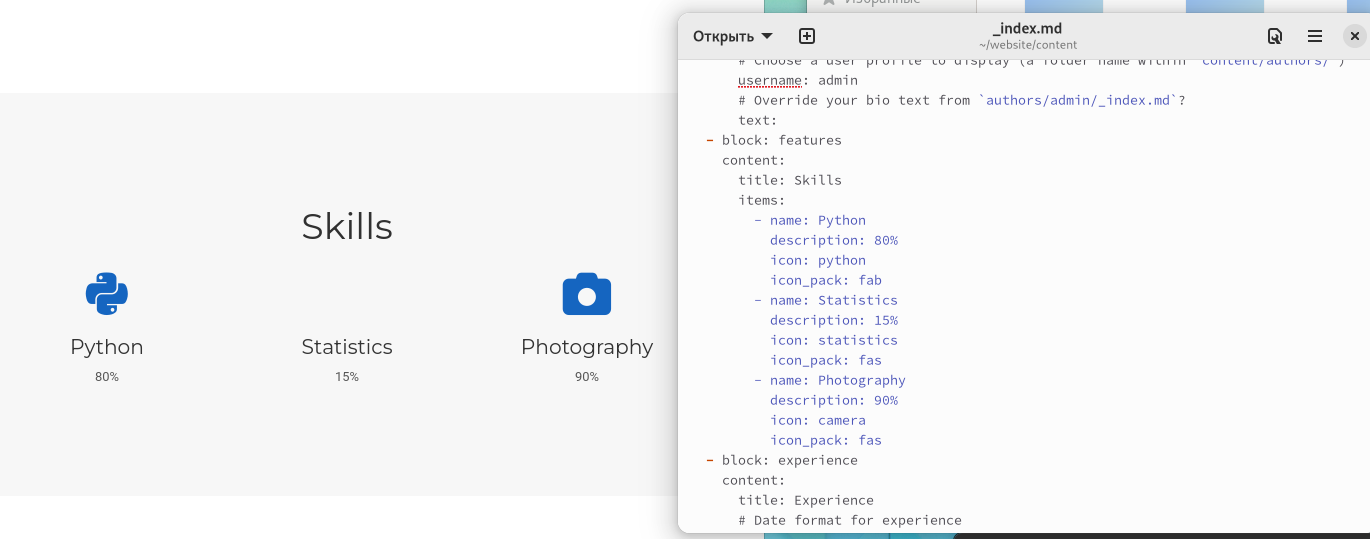 Skills
Python
Statistics
Photography
80%
15%
90%
Избранные
Открыть
_index.md
~/website/content
# Choose a user profile to display (a folder name within `content/authors/`)
username: admin
# Override your bio text from `authors/admin/_index.md`?
text:
- block: features
content:
title: Skills
items:
- name: Python
description: 80%
icon: python
icon_pack: fab
- name: Statistics
description: 15%
icon: statistics
icon_pack: fas
- name: Photography
description: 90%
icon: camera
icon_pack: fas
- block: experience
content:
title: Experience
# Date format for experience